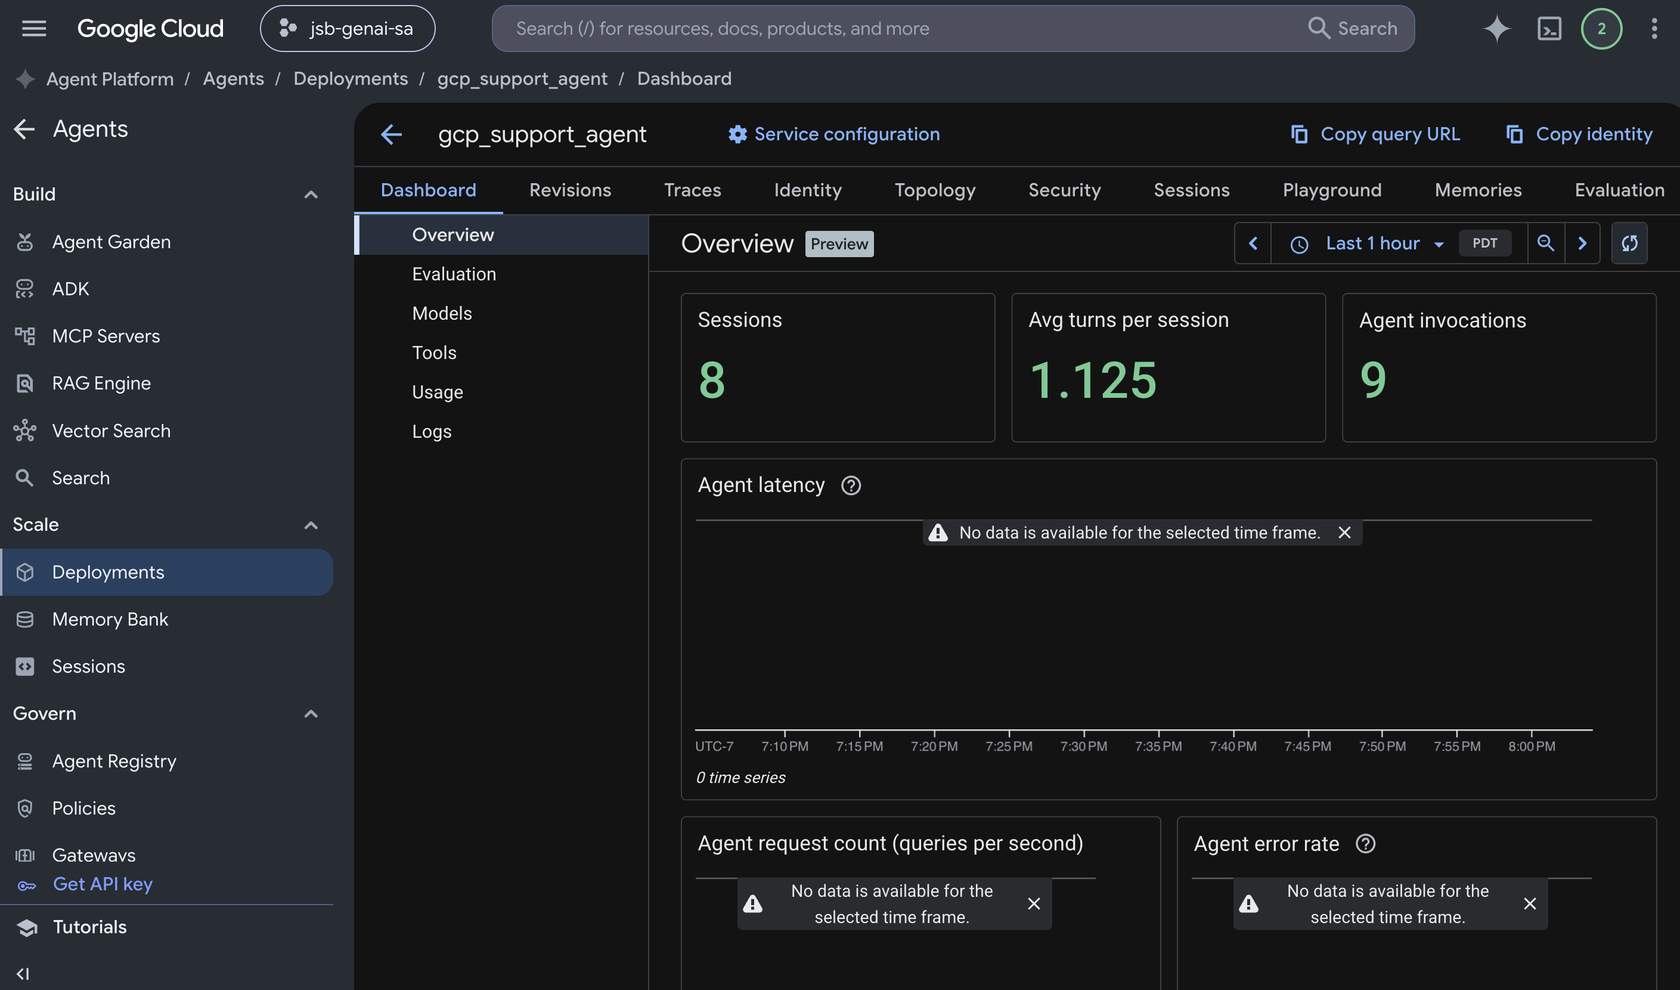 Google Cloud
jsb-genai-sa
Search (/) for resources, docs, products, and more
Search
2
Agent Platform / Agents / Deployments / gcp_support_agent / Dashboard
Agents
Build
Agent Garden
ADK
MCP Servers
RAG Engine
Vector Search
Search
Scale
Deployments
Memory Bank
Sessions
Govern
Agent Registry
Policies
Gateways
Get API key
Tutorials
gcp_support_agent
Service configuration
Copy query URL
Copy identity
Dashboard Revisions Traces Identity Topology Security Sessions Playground Memories Evaluation
Overview
Evaluation
Models
Tools
Usage
Logs
Overview Preview
Last 1 hour PDT
Sessions
8
Avg turns per session
1.125
Agent invocations
9
Agent latency
No data is available for the selected time frame.
UTC-7 7:10 PM 7:15 PM 7:20 PM 7:25 PM 7:30 PM 7:35 PM 7:40 PM 7:45 PM 7:50 PM 7:55 PM 8:00 PM
0 time series
Agent request count (queries per second)
No data is available for the
selected time frame.
Agent error rate
No data is available for the
selected time frame.